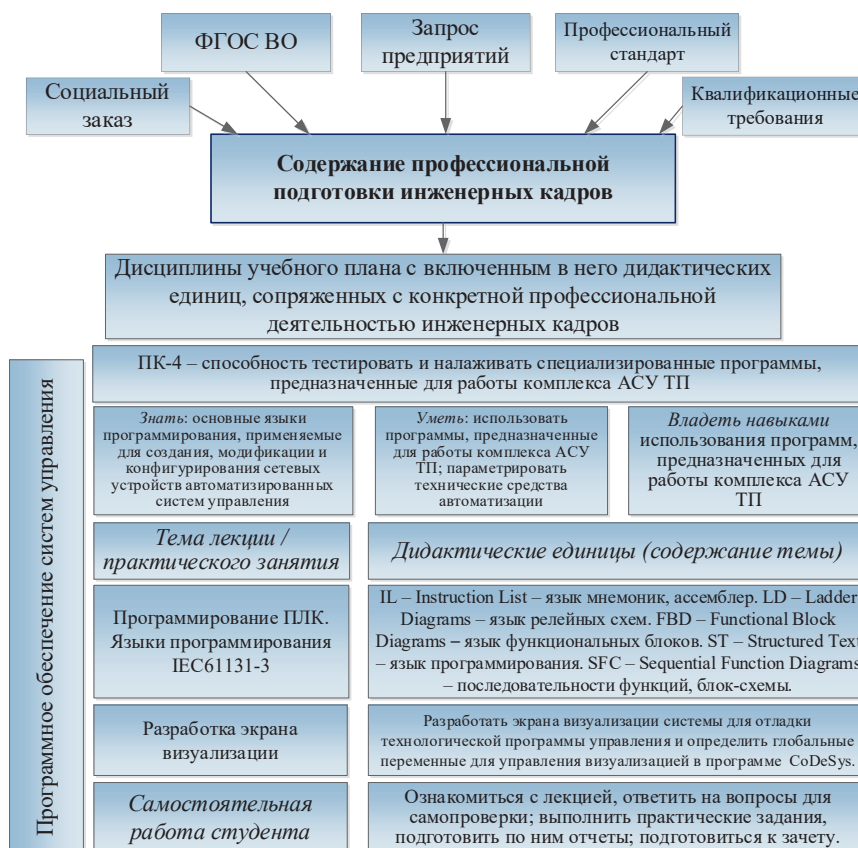 ФГОС ВО
Запрос
предприятий
Профессиональный
стандарт
Социальный
заказ
Квалификационные
требования
Содержание профессиональной
подготовки инженерных кадров
Дисциплины учебного плана с включенным в него дидактических
единиц, сопряженных с конкретной профессиональной
деятельностью инженерных кадров
Программное обеспечение систем управления
ПК-4 – способность тестировать и налаживать специализированные программы,
предназначенные для работы комплекса АСУ ТП
Знать: основные языки
программирования, применяемые
для создания, модификации и
конфигурирования сетевых
устройств автоматизированных
систем управления
Уметь: использовать
программы, предназначенные
для работы комплекса АСУ
ТП; параметрировать
технические средства
автоматизации
Владеть навыками
использования программ,
предназначенных для
работы комплекса АСУ
ТП
Тема лекции /
практического занятия
Дидактические единицы (содержание темы)
Программирование ПЛК.
Языки программирования
IEC61131-3
IL – Instruction List – язык мнемоник, ассемблер. LD – Ladder
Diagrams – язык релейных схем. FBD – Functional Block
Diagrams – язык функциональных блоков. ST – Structured Text
– язык программирования. SFC – Sequential Function Diagrams
– последовательности функций, блок-схемы.
Разработка экрана
визуализации
Разработать экрана визуализации системы для отладки
технологической программы управления и определить глобальные
переменные для управления визуализацией в программе CoDeSys.
Самостоятельная
работа студента
Ознакомиться с лекцией, ответить на вопросы для
самопроверки; выполнить практические задания,
подготовить по ним отчеты; подготовиться к зачету.